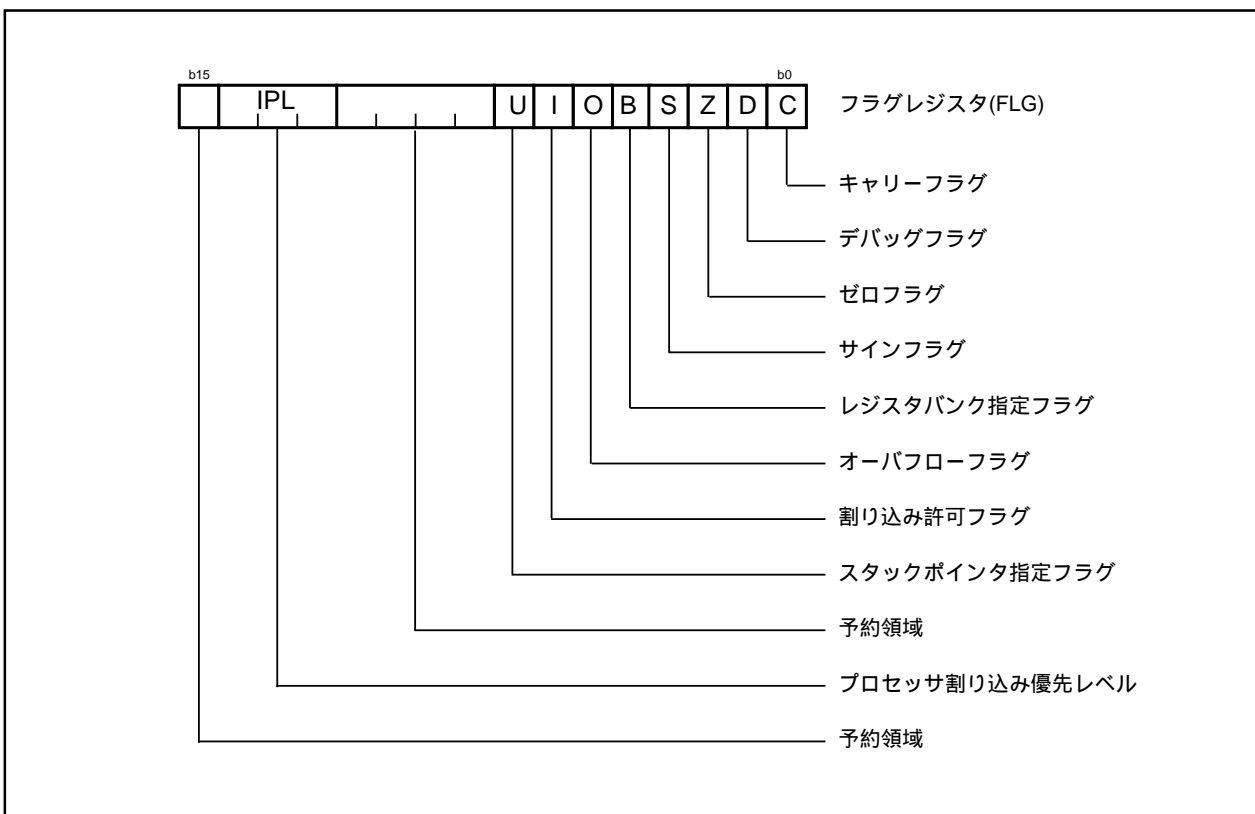 b15 b0
IPL U I O B S Z D C フラグレジスタ(FLG)
キャリーフラグ
デバッグフラグ
ゼロフラグ
サインフラグ
レジスタバンク指定フラグ
オーバフローフラグ
割り込み許可フラグ
スタックポインタ指定フラグ
予約領域
プロセッサ割り込み優先レベル
予約領域